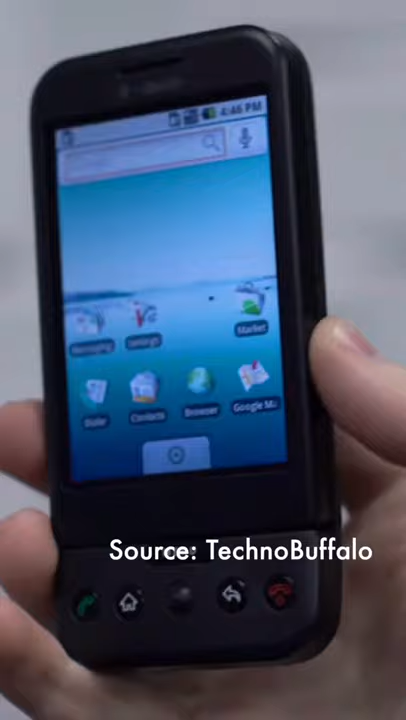 4:46 PM
Messaging
Settings
Market
Dialer
Contacts
Browser
Google Ma
Source: TechnoBuffalo